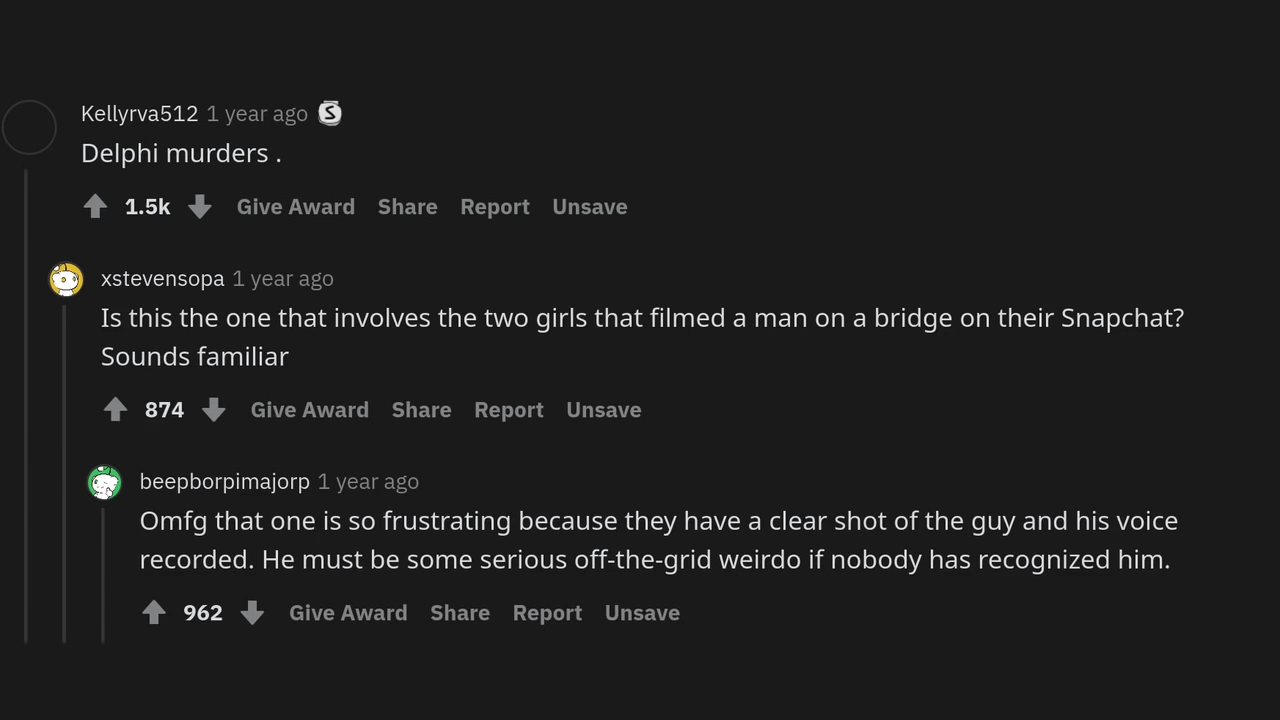 Kellyrva512 1 year ago S
Delphi murders .
1.5k Give Award Share Report Unsave
xstevensopa 1 year ago
Is this the one that involves the two girls that filmed a man on a bridge on their Snapchat?
Sounds familiar
874 Give Award Share Report Unsave
beepborpimajorp 1 year ago
Omfg that one is so frustrating because they have a clear shot of the guy and his voice
recorded. He must be some serious off-the-grid weirdo if nobody has recognized him.
962 Give Award Share Report Unsave